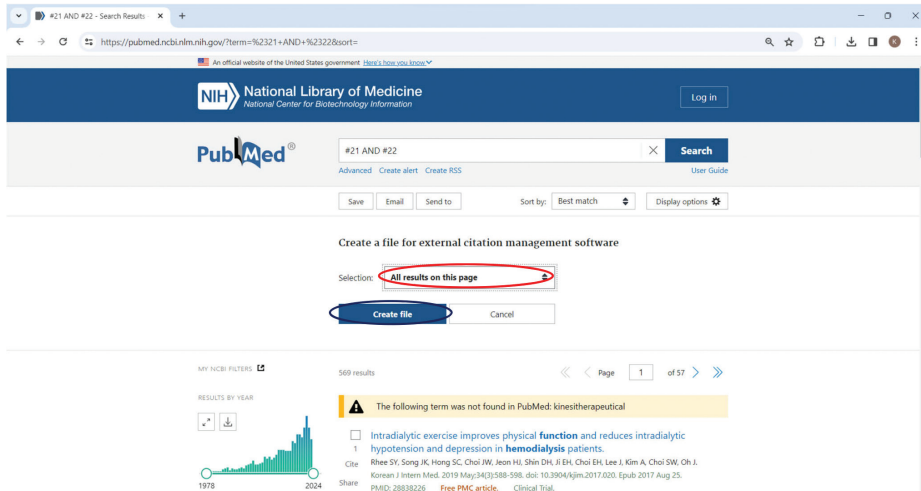 #21 AND #22 - Search Results
https://pubmed.ncbi.nlm.nih.gov/?term=%2321+AND+%2322&sort=
K
An official website of the United States government Here's how you know
NIH National Library of Medicine
National Center for Biotechnology Information
Log in
PubMed®
#21 AND #22
Search
Advanced Create alert Create RSS
User Guide
Save Email Send to Sort by: Best match Display options
Create a file for external citation management software
Selection: All results on this page
Create file Cancel
MY NCBI FILTERS
569 results
Page 1 of 57
RESULTS BY YEAR
The following term was not found in PubMed: kinesitherapeutical
Intradialytic exercise improves physical function and reduces intradialytic
1 hypotension and depression in hemodialysis patients.
Cite Rhee SY, Song JK, Hong SC, Choi JW, Jeon HJ, Shin DH, Ji EH, Choi EH, Lee J, Kim A, Choi SW, Oh J.
Korean J Intern Med. 2019 May;34(3):588-598. doi: 10.3904/kjim.2017.020. Epub 2017 Aug 25.
Share PMID: 28838226 Free PMC article. Clinical Trial.
1978 2024